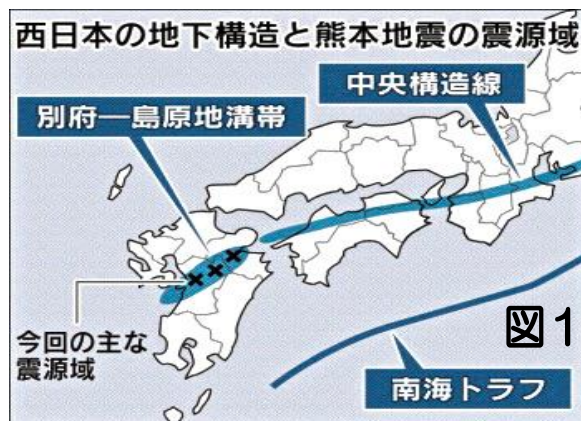 西日本の地下構造と熊本地震の震源域
中央構造線
別府―島原地溝帯
今回の主な
震源域
図1
南海トラフ